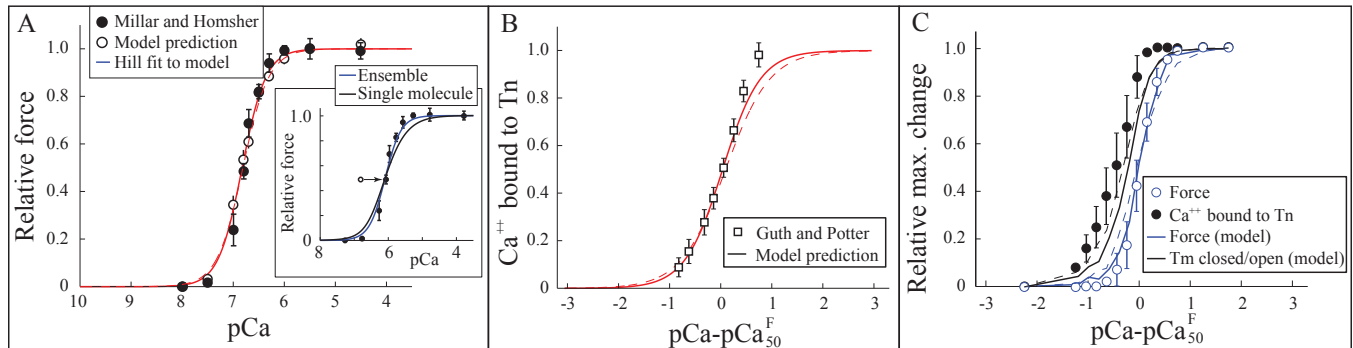 A
Millar and Homsher
Model prediction
Hill fit to model
Relative force
1.0
0.8
0.6
0.4
0.2
0
10 9 8 7 6 5 4
pCa
Ensemble
Single molecule
Relative force
1.0
0
8 6 4
pCa
B
Ca++ bound to Tn
1.0
0.8
0.6
0.4
0.2
0
Guth and Potter
Model prediction
-3 -2 -1 0 1 2 3
pCa-pCa50F
C
Relative max. change
1.0
0.8
0.6
0.4
0.2
0
Force
Ca++ bound to Tn
Force (model)
Tm closed/open (model)
-3 -2 -1 0 1 2 3
pCa-pCa50F